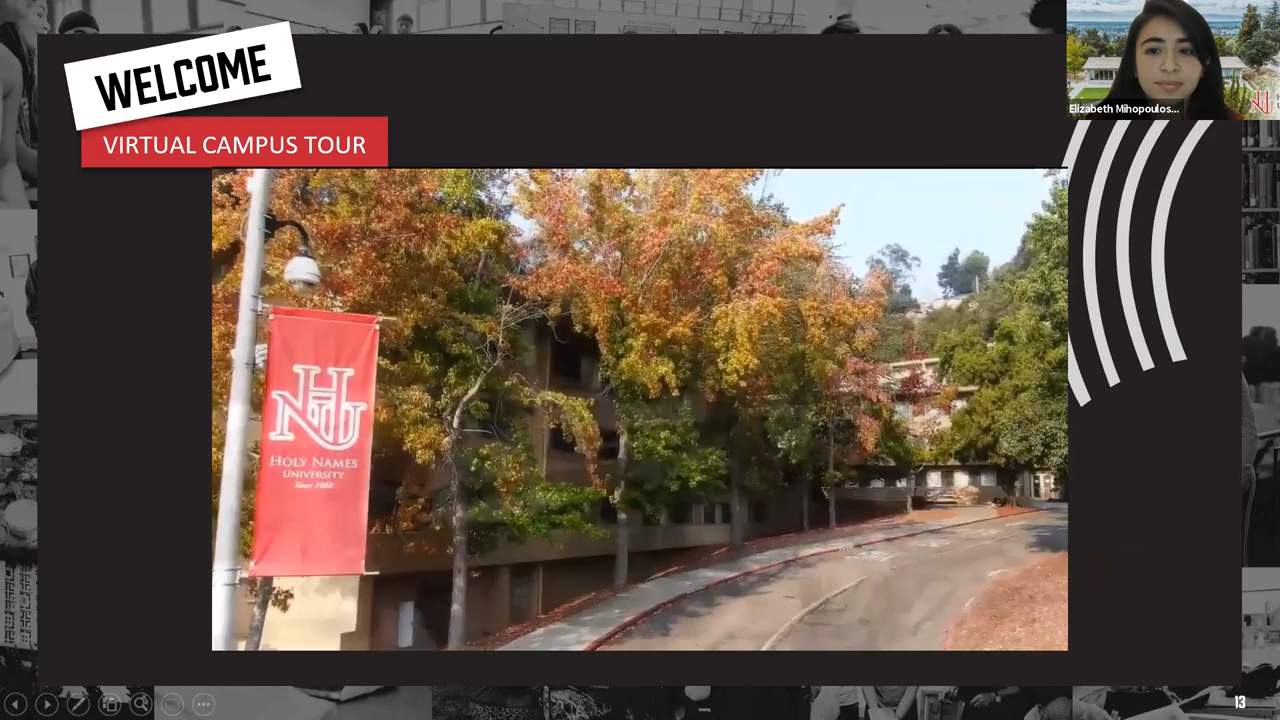 WELCOME
VIRTUAL CAMPUS TOUR
Elizabeth Mihopoulos...
HNU
HOLY NAMES
UNIVERSITY
Since 1868
13